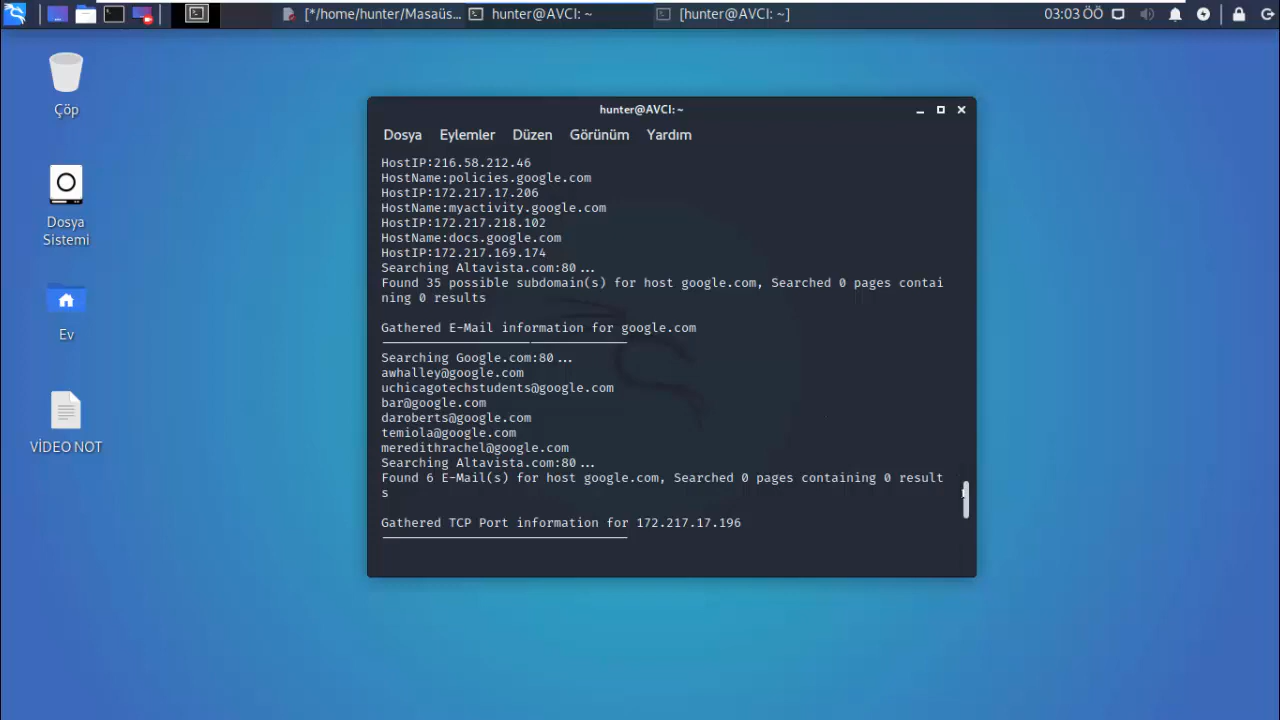 [*/home/hunter/Masaüs...
hunter@AVCI: ~
[hunter@AVCI: ~]
03:03 ÖÖ
Çöp
Dosya
Sistemi
Ev
VİDEO NOT
hunter@AVCI: ~
Dosya Eylemler Düzen Görünüm Yardım
HostIP:216.58.212.46
HostName:policies.google.com
HostIP:172.217.17.206
HostName:myactivity.google.com
HostIP:172.217.218.102
HostName:docs.google.com
HostIP:172.217.169.174
Searching Altavista.com:80...
Found 35 possible subdomain(s) for host google.com, Searched 0 pages contai
ning 0 results
Gathered E-Mail information for google.com
Searching Google.com:80...
awhalley@google.com
uchicagotechstudents@google.com
bar@google.com
daroberts@google.com
temiola@google.com
meredithrachel@google.com
Searching Altavista.com:80...
Found 6 E-Mail(s) for host google.com, Searched 0 pages containing 0 result
s
Gathered TCP Port information for 172.217.17.196